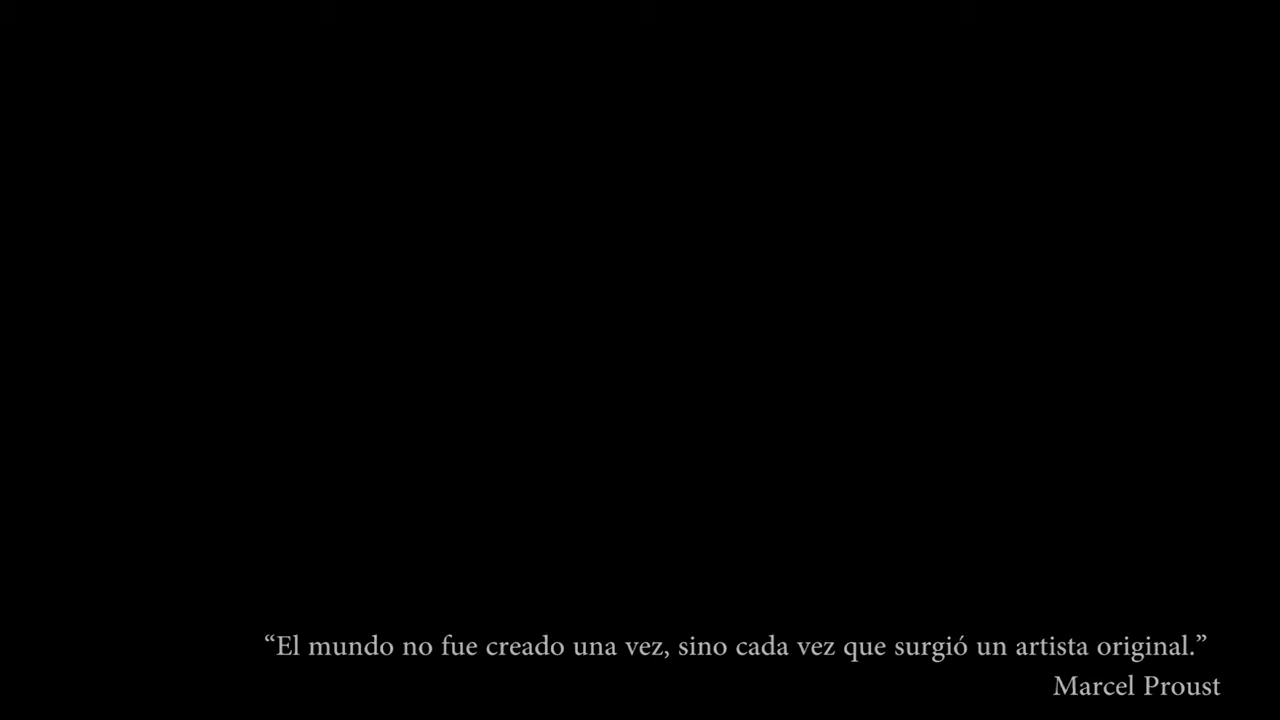 “El mundo no fue creado una vez, sino cada vez que surgió un artista original.”
Marcel Proust